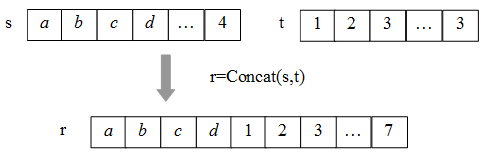 s a b c d … 4 t 1 2 3 … 3
r=Concat(s,t)
r a b c d 1 2 3 … 7